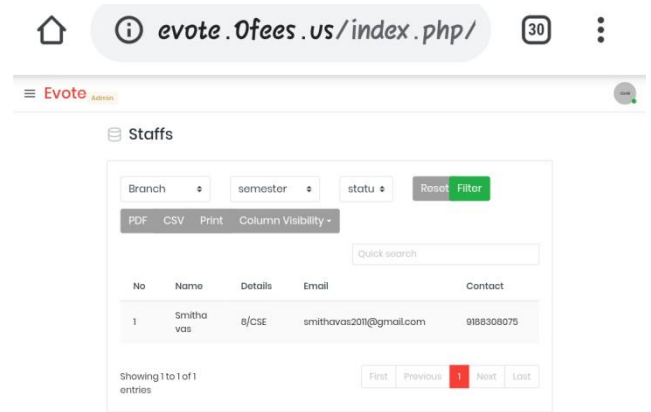 evote.0fees.us/index.php/ 30
Evote Admin
Staffs
Branch semester statu Reset Filter
PDF CSV Print Column Visibility
Quick search
No Name Details Email Contact
1 Smitha vas 8/CSE smithavas2011@gmail.com 9188308075
Showing 1 to 1 of 1
entries
First Previous 1 Next Last